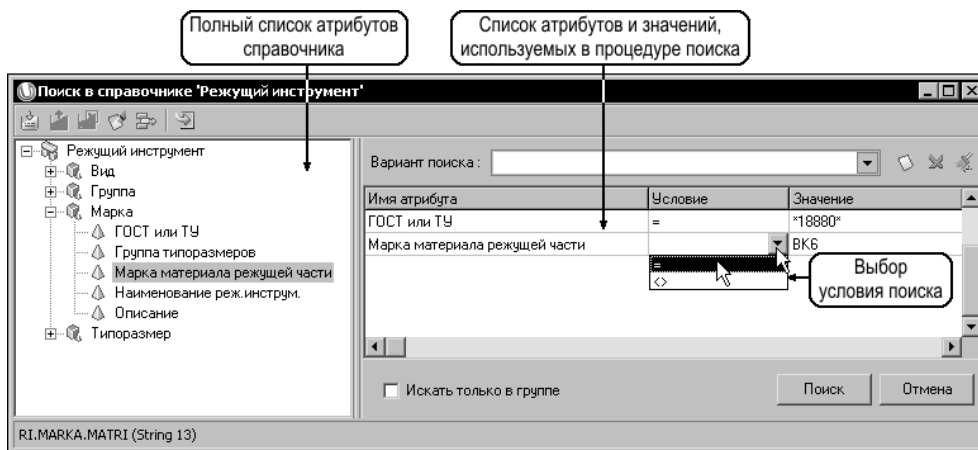 Полный список атрибутов
справочника
Список атрибутов и значений,
используемых в процедуре поиска
Поиск в справочнике 'Режущий инструмент'
Режущий инструмент
Вид
Группа
Марка
ГОСТ или ТУ
Группа типоразмеров
Марка материала режущей части
Наименование реж.инструм.
Описание
Типоразмер
Вариант поиска :
Имя атрибута Условие Значение
ГОСТ или ТУ = *18880*
Марка материала режущей части ВК6
=
<>
Выбор
условия поиска
Искать только в группе
Поиск Отмена
RI.MARKA.MATRI (String 13)